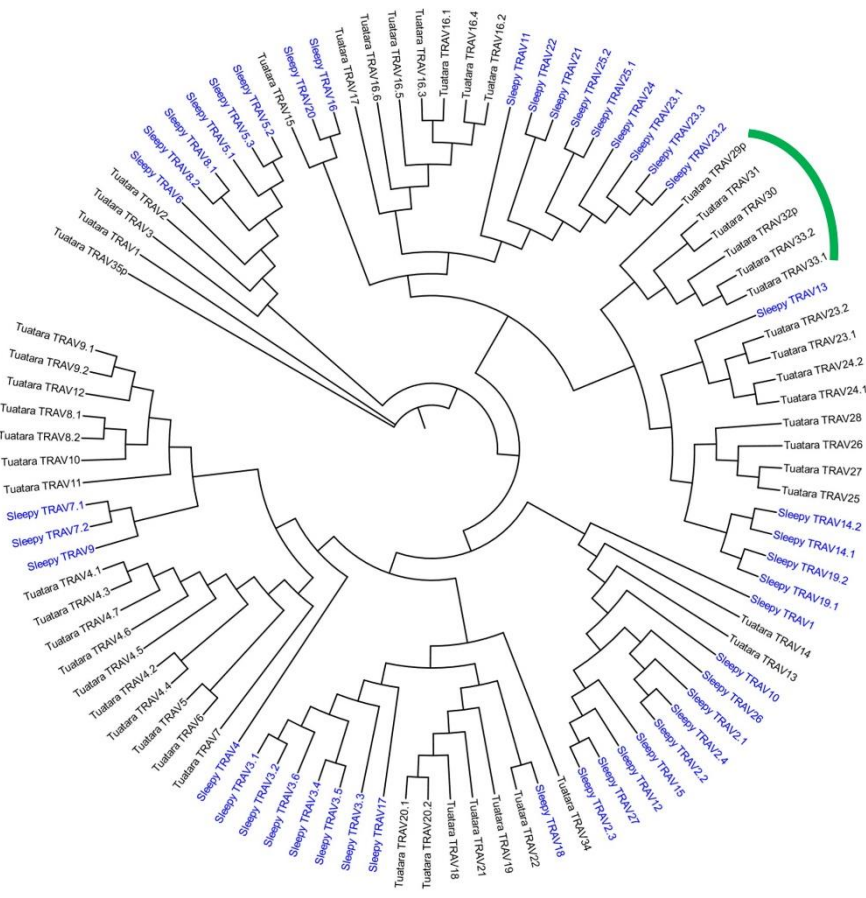 Tuatara TRAV35p
Tuatara TRAV1
Tuatara TRAV3
Tuatara TRAV2
Sleepy TRAV6
Sleepy TRAV8.2
Sleepy TRAV8.1
Sleepy TRAV5.1
Sleepy TRAV5.3
Sleepy TRAV5.2
Tuatara TRAV15
Sleepy TRAV20
Sleepy TRAV16
Tuatara TRAV17
Tuatara TRAV16.6
Tuatara TRAV16.5
Tuatara TRAV16.3
Tuatara TRAV16.1
Tuatara TRAV16.4
Tuatara TRAV16.2
Sleepy TRAV11
Sleepy TRAV22
Sleepy TRAV21
Sleepy TRAV25.2
Sleepy TRAV25.1
Sleepy TRAV24
Sleepy TRAV23.1
Sleepy TRAV23.3
Sleepy TRAV23.2
Tuatara TRAV29p
Tuatara TRAV31
Tuatara TRAV30
Tuatara TRAV32p
Tuatara TRAV33.2
Tuatara TRAV33.1
Sleepy TRAV13
Tuatara TRAV23.2
Tuatara TRAV23.1
Tuatara TRAV24.2
Tuatara TRAV24.1
Tuatara TRAV28
Tuatara TRAV26
Tuatara TRAV27
Tuatara TRAV25
Sleepy TRAV14.2
Sleepy TRAV14.1
Sleepy TRAV19.2
Sleepy TRAV19.1
Sleepy TRAV1
Tuatara TRAV14
Tuatara TRAV13
Sleepy TRAV10
Sleepy TRAV26
Sleepy TRAV2.1
Sleepy TRAV2.4
Sleepy TRAV2.2
Sleepy TRAV15
Sleepy TRAV12
Sleepy TRAV27
Sleepy TRAV2.3
Tuatara TRAV34
Sleepy TRAV18
Tuatara TRAV22
Tuatara TRAV19
Tuatara TRAV21
Tuatara TRAV18
Tuatara TRAV20.2
Tuatara TRAV20.1
Sleepy TRAV17
Sleepy TRAV3.3
Sleepy TRAV3.5
Sleepy TRAV3.4
Sleepy TRAV3.6
Sleepy TRAV3.2
Sleepy TRAV3.1
Sleepy TRAV4
Tuatara TRAV7
Tuatara TRAV6
Tuatara TRAV5
Tuatara TRAV4.4
Tuatara TRAV4.2
Tuatara TRAV4.5
Tuatara TRAV4.6
Tuatara TRAV4.7
Tuatara TRAV4.3
Tuatara TRAV4.1
Sleepy TRAV9
Sleepy TRAV7.2
Sleepy TRAV7.1
Tuatara TRAV11
Tuatara TRAV10
Tuatara TRAV8.2
Tuatara TRAV8.1
Tuatara TRAV12
Tuatara TRAV9.2
Tuatara TRAV9.1